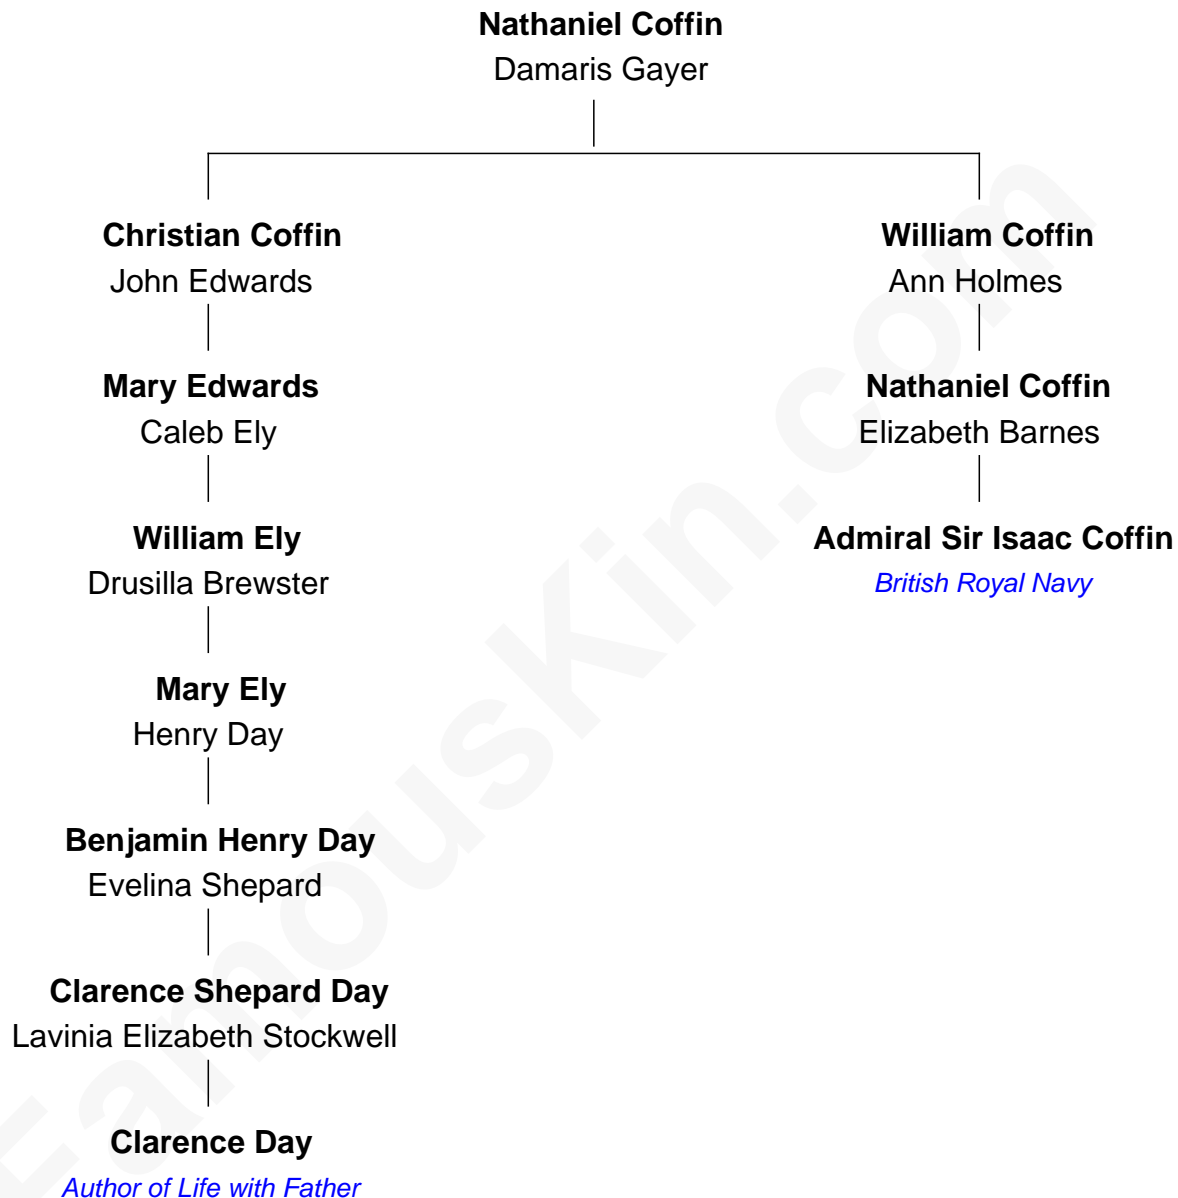 Nathaniel Coffin
Damaris Gayer
Christian Coffin
John Edwards
William Coffin
Ann Holmes
Mary Edwards
Caleb Ely
Nathaniel Coffin
Elizabeth Barnes
William Ely
Drusilla Brewster
Admiral Sir Isaac Coffin
British Royal Navy
Mary Ely
Henry Day
Benjamin Henry Day
Evelina Shepard
Clarence Shepard Day
Lavinia Elizabeth Stockwell
Clarence Day
Author of Life with Father
FamousKin.com